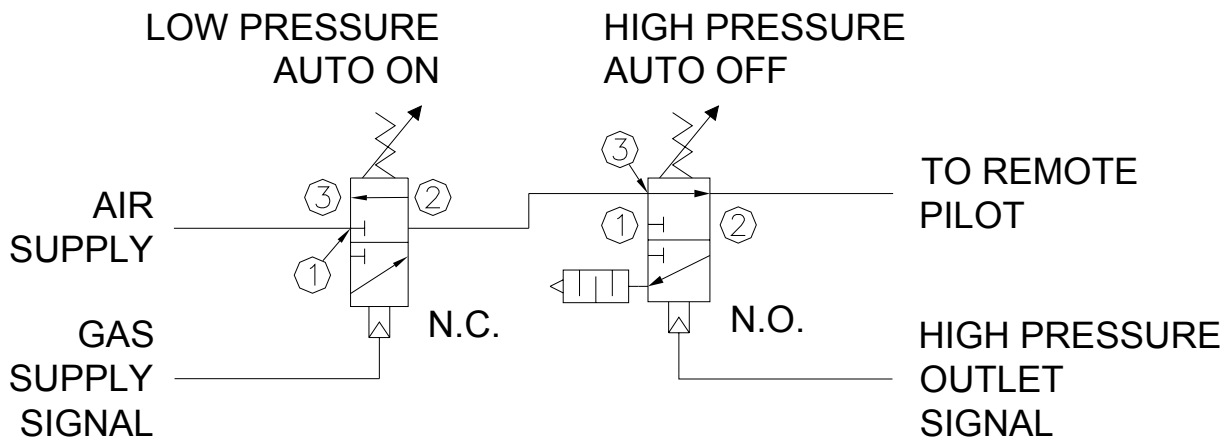 LOW PRESSURE
AUTO ON
HIGH PRESSURE
AUTO OFF
3
3
2
AIR
SUPPLY
1
1
2
TO REMOTE
PILOT
N.C.
N.O.
GAS
SUPPLY
SIGNAL
HIGH PRESSURE
OUTLET
SIGNAL